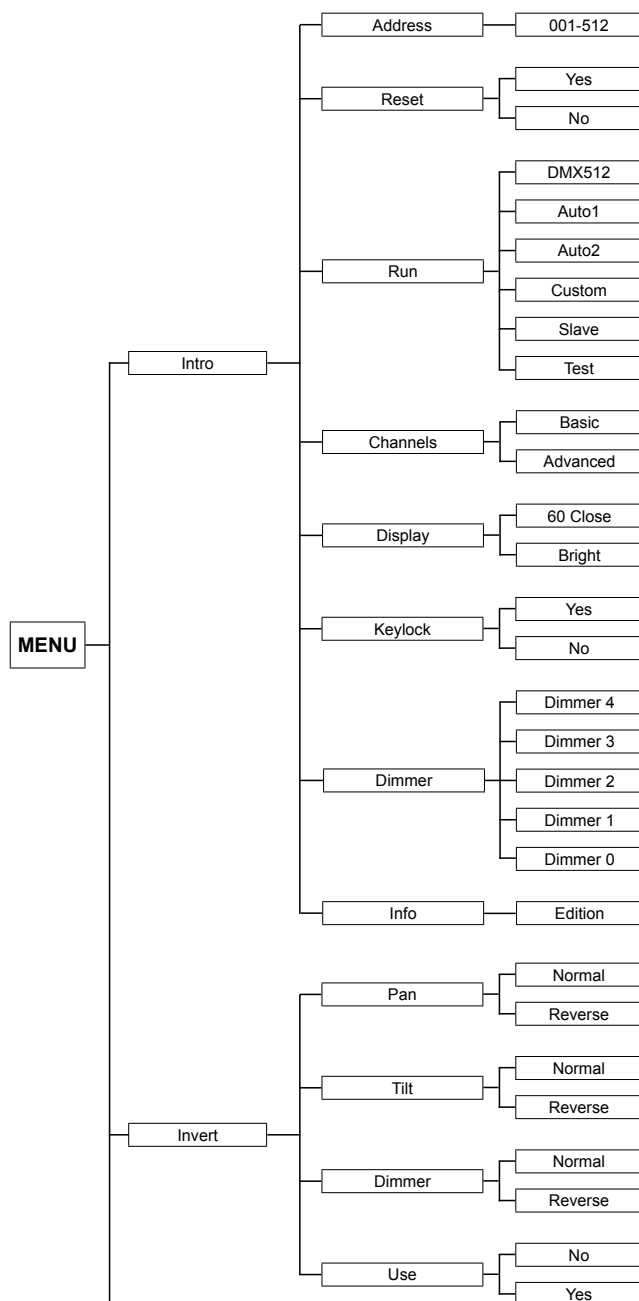 Address
001-512
Yes
Reset
No
DMX512
Auto1
Auto2
Run
Custom
Slave
Intro
Test
Basic
Channels
Advanced
60 Close
Display
Bright
Yes
Keylock
MENU
No
Dimmer 4
Dimmer 3
Dimmer
Dimmer 2
Dimmer 1
Dimmer 0
Info
Edition
Normal
Pan
Reverse
Normal
Tilt
Reverse
Invert
Normal
Dimmer
Reverse
No
Use
Yes